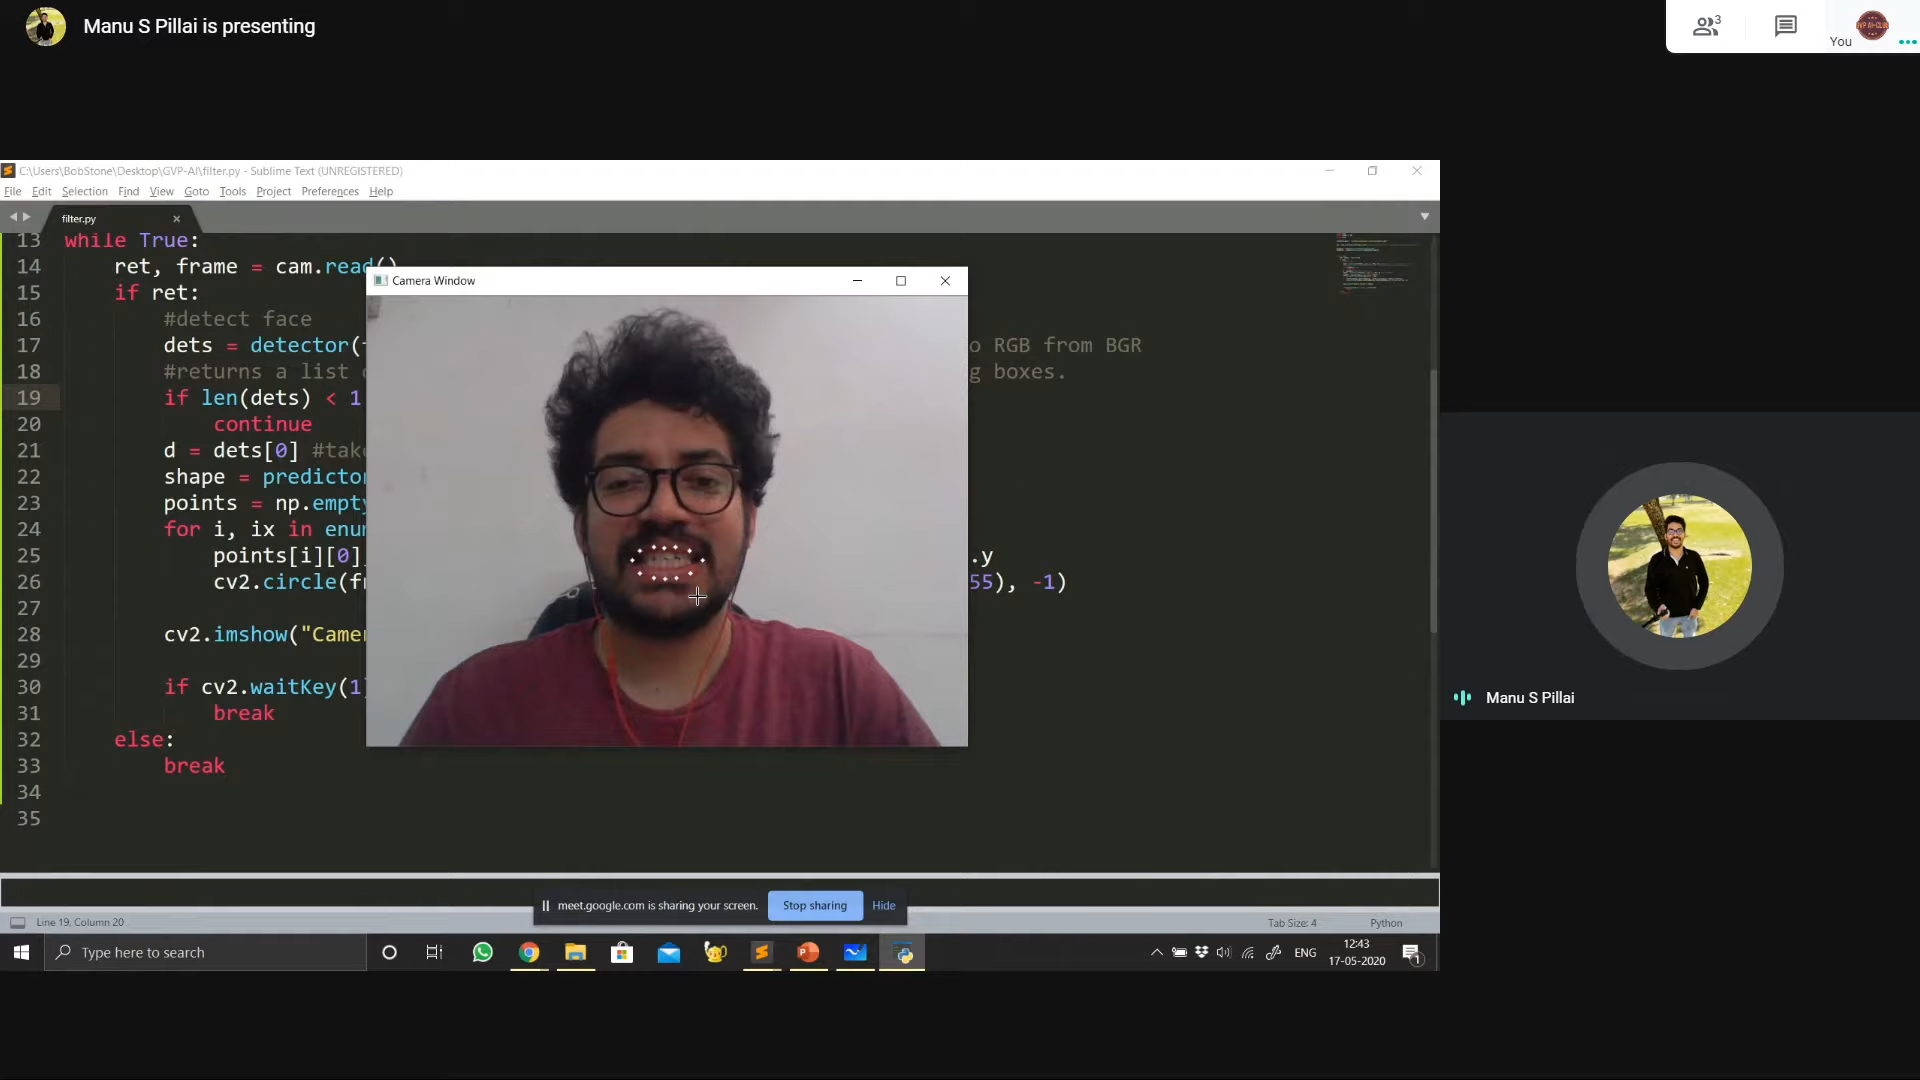 Manu S Pillai is presenting
3
You
C:\Users\BobStone\Desktop\GVP-AI\filter.py - Sublime Text (UNREGISTERED)
File Edit Selection Find View Goto Tools Project Preferences Help
filter.py
13 while True:
14 ret, frame = cam.read()
15 if ret:
16 #detect face
17 dets = detector( o RGB from BGR
18 #returns a list g boxes.
19 if len(dets) < 1
20 continue
21 d = dets[0]
22 shape =
23 points =
24 for i, ix in
25 points[i][0] .y
26 cv2.circle( 55), -1)
27
28 cv2.imshow(
29
30 if cv2.waitKey(1
31 break
32 else:
33 break
34
35
Camera Window
Manu S Pillai
meet.google.com is sharing your screen. Stop sharing Hide
Line 19, Column 20 Tab Size: 4 Python
Type here to search
ENG
12:43
17-05-2020
1